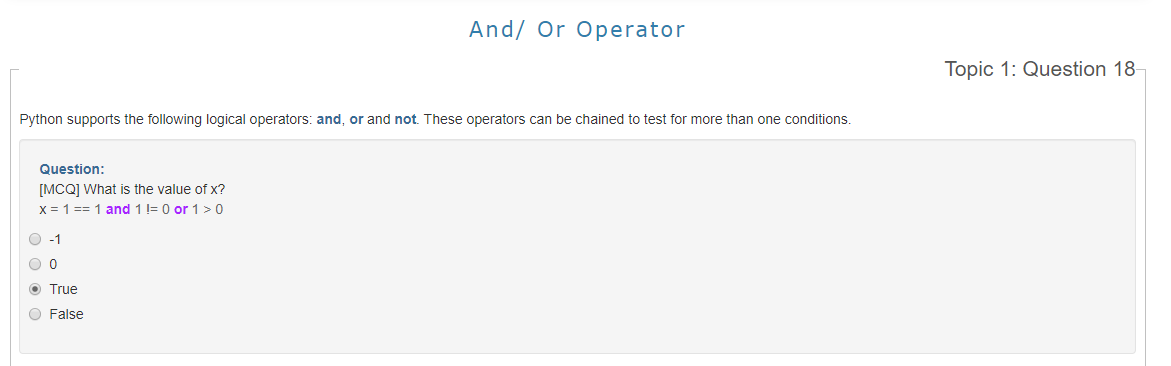 And/ Or Operator
Topic 1: Question 18
Python supports the following logical operators: and, or and not. These operators can be chained to test for more than one conditions.
Question:
[MCQ] What is the value of x?
x = 1 == 1 and 1 != 0 or 1 > 0
-1
0
True
False